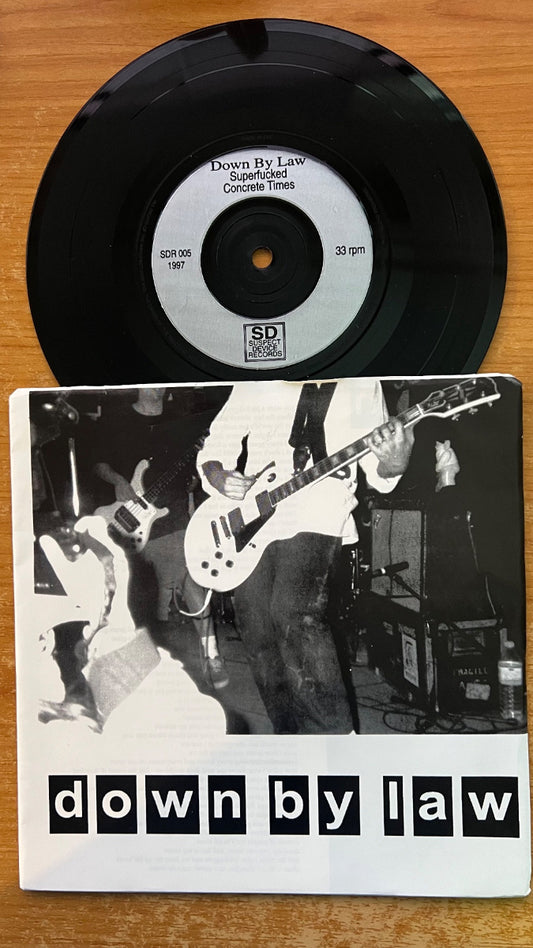 Down By Law
Superfucked
Concrete Times
SDR 005
1997
33 rpm
SD
SUSPECT
DEVICE
RECORDS
FRAGILE
down by law